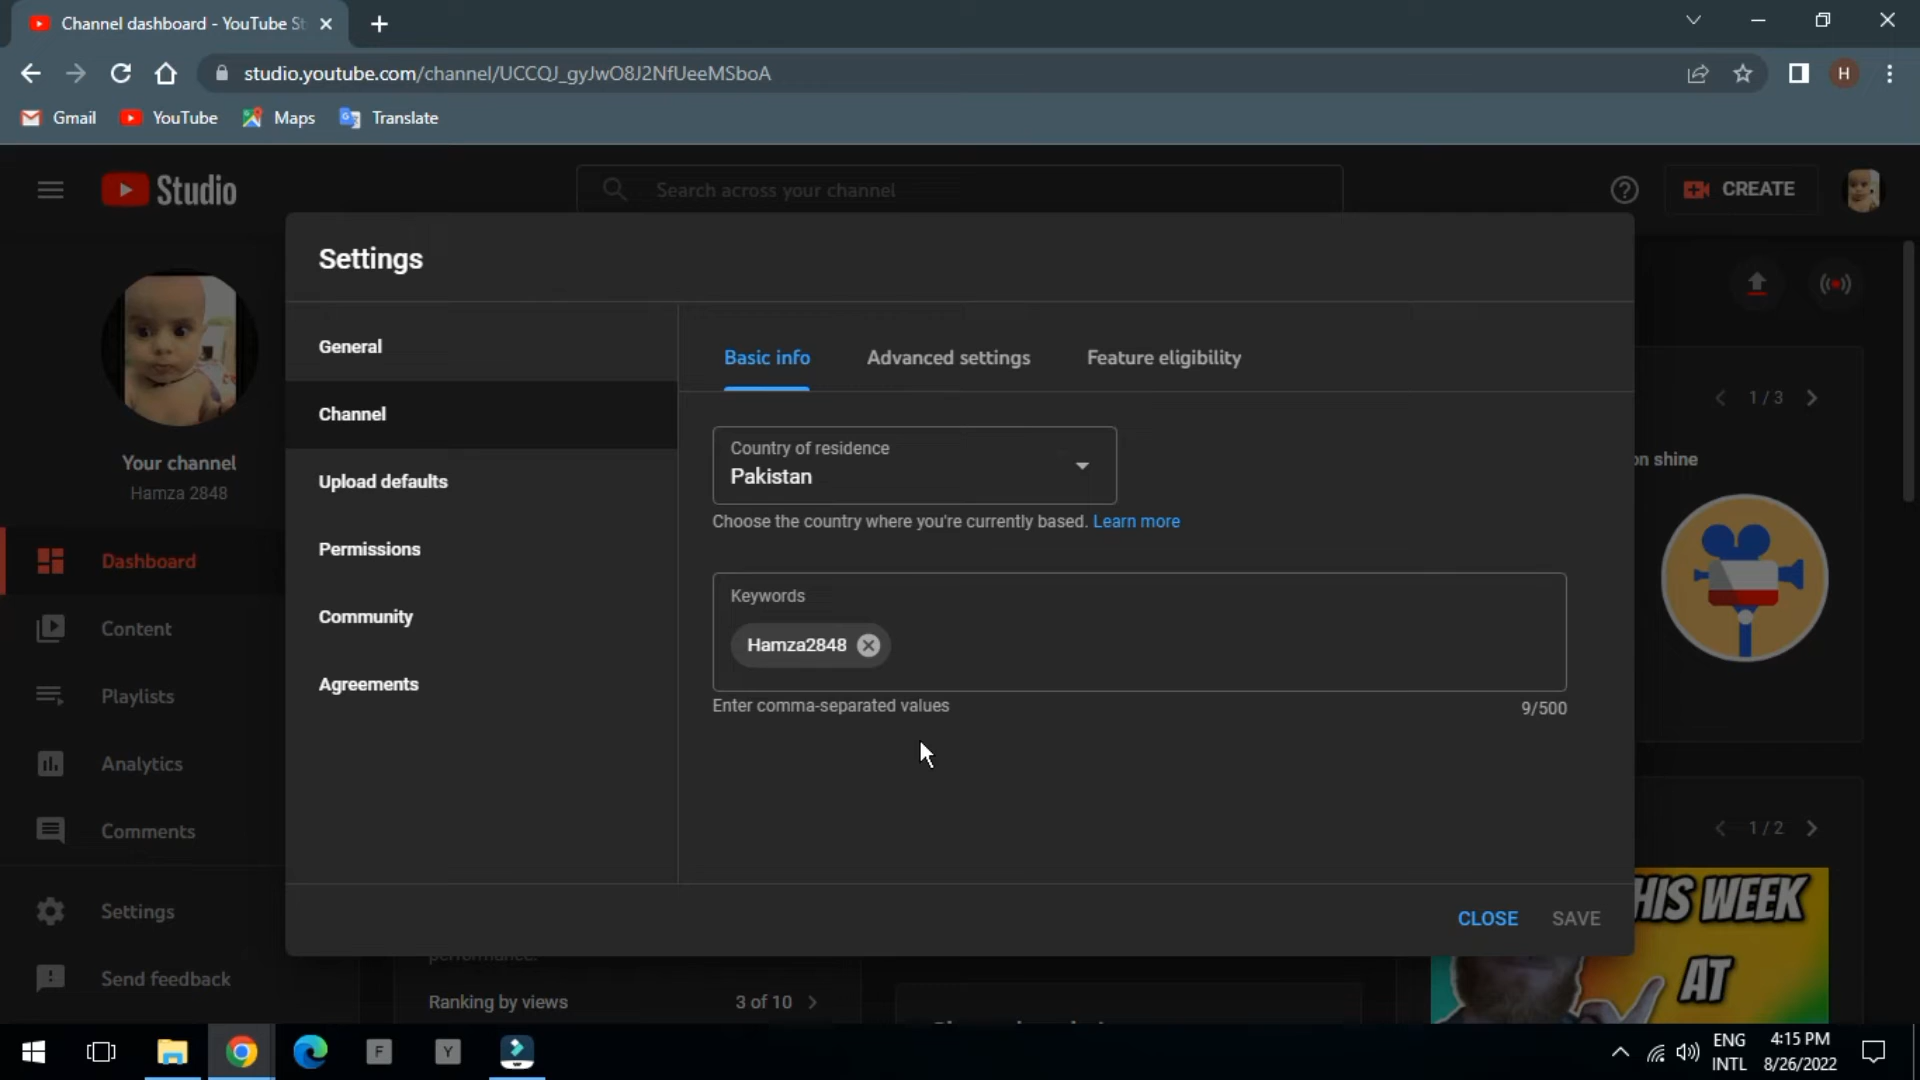 Channel dashboard - YouTube St
studio.youtube.com/channel/UCCQJ_gyJwO8J2NfUeeMSboA
H
Gmail
YouTube
Maps
Translate
Studio
Search across your channel
CREATE
Settings
General
Channel
Upload defaults
Permissions
Community
Agreements
Basic info
Advanced settings
Feature eligibility
Country of residence
Pakistan
Choose the country where you're currently based. Learn more
Keywords
Hamza2848
Enter comma-separated values
9/500
CLOSE
SAVE
Your channel
Hamza 2848
Dashboard
Content
Playlists
Analytics
Comments
Settings
Send feedback
1 / 3
on shine
1 / 2
HIS WEEK
AT
performance.
Ranking by views
3 of 10
F
Y
ENG
INTL
4:15 PM
8/26/2022